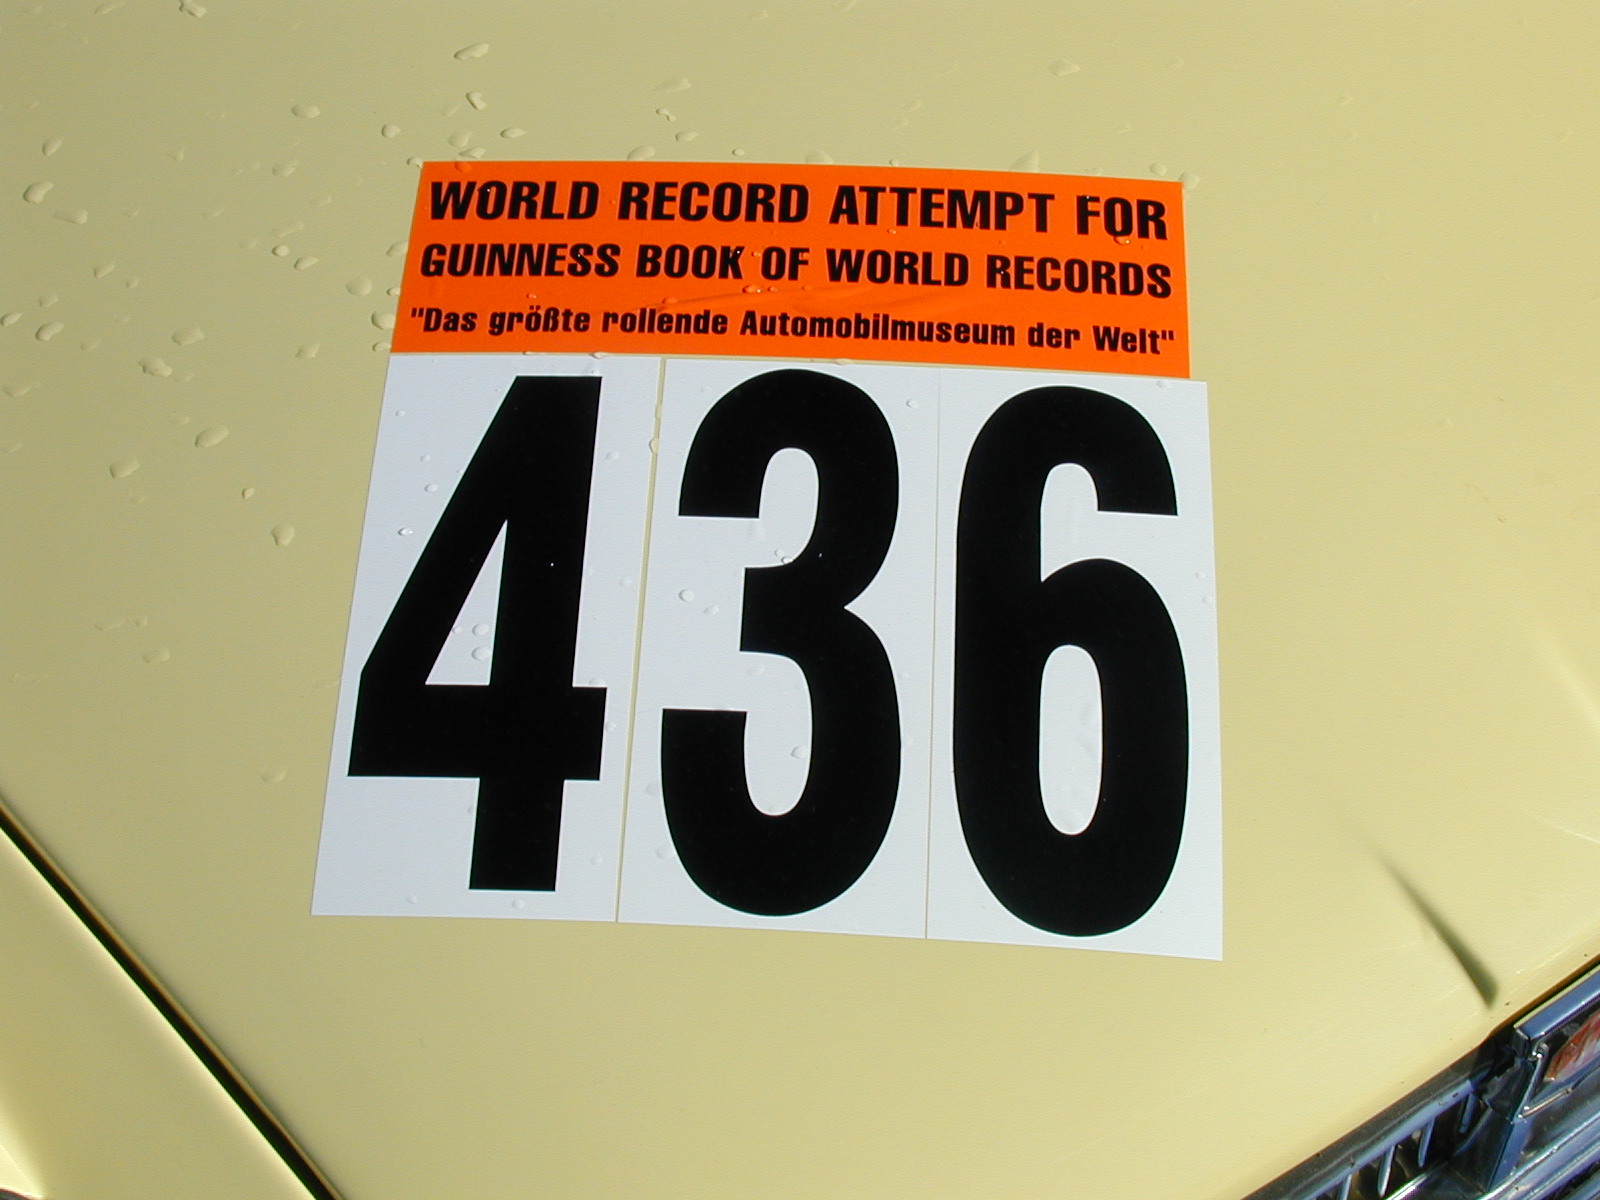 WORLD RECORD ATTEMPT FOR
GUINNESS BOOK OF WORLD RECORDS
"Das größte rollende Automobilmuseum der Welt"
436